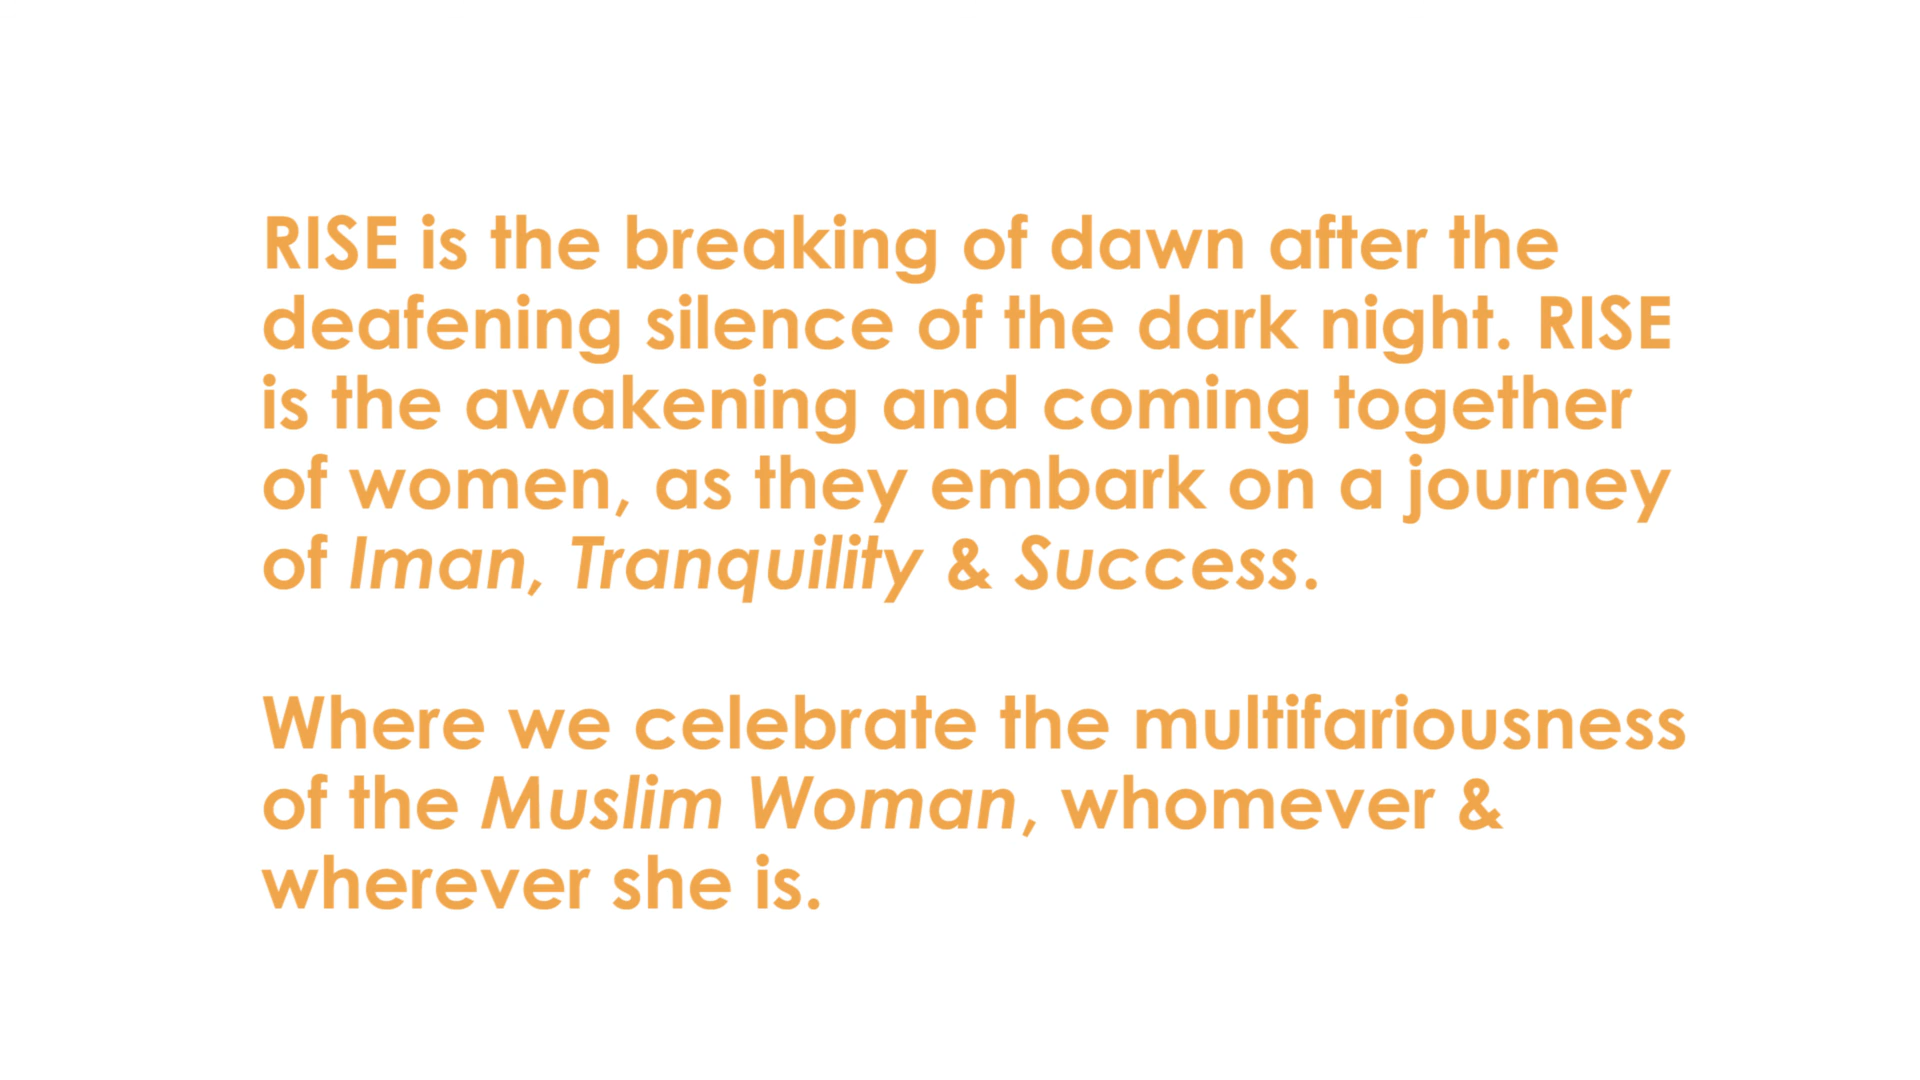 RISE is the breaking of dawn after the
deafening silence of the dark night. RISE
is the awakening and coming together
of women, as they embark on a journey
of Iman, Tranquility & Success.
Where we celebrate the multifariousness
of the Muslim Woman, whomever &
wherever she is.